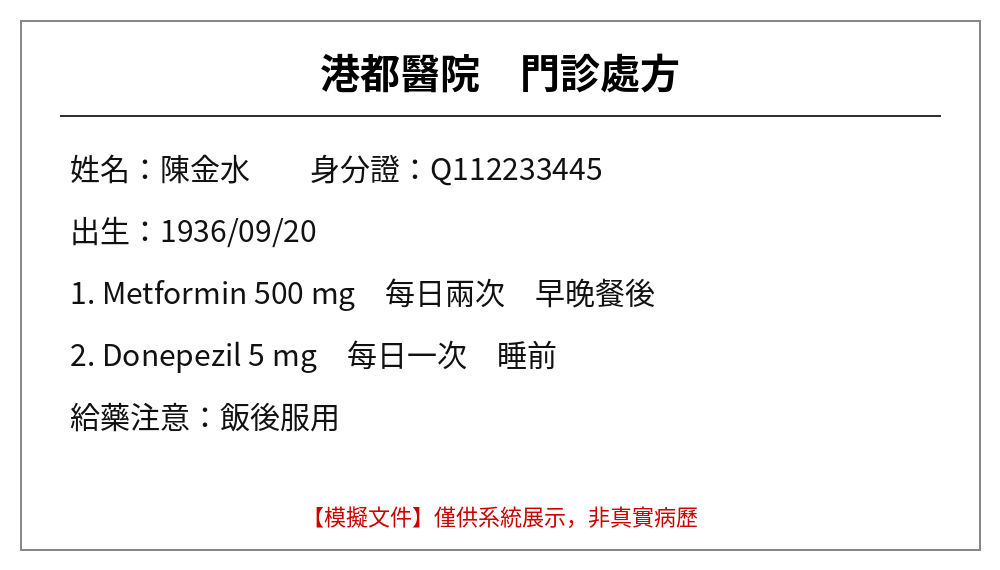 港都醫院　門診處方
姓名：陳金水　　身分證：Q112233445
出生：1936/09/20
1. Metformin 500 mg　每日兩次　早晚餐後
2. Donepezil 5 mg　每日一次　睡前
給藥注意：飯後服用
【模擬文件】僅供系統展示，非真實病歷